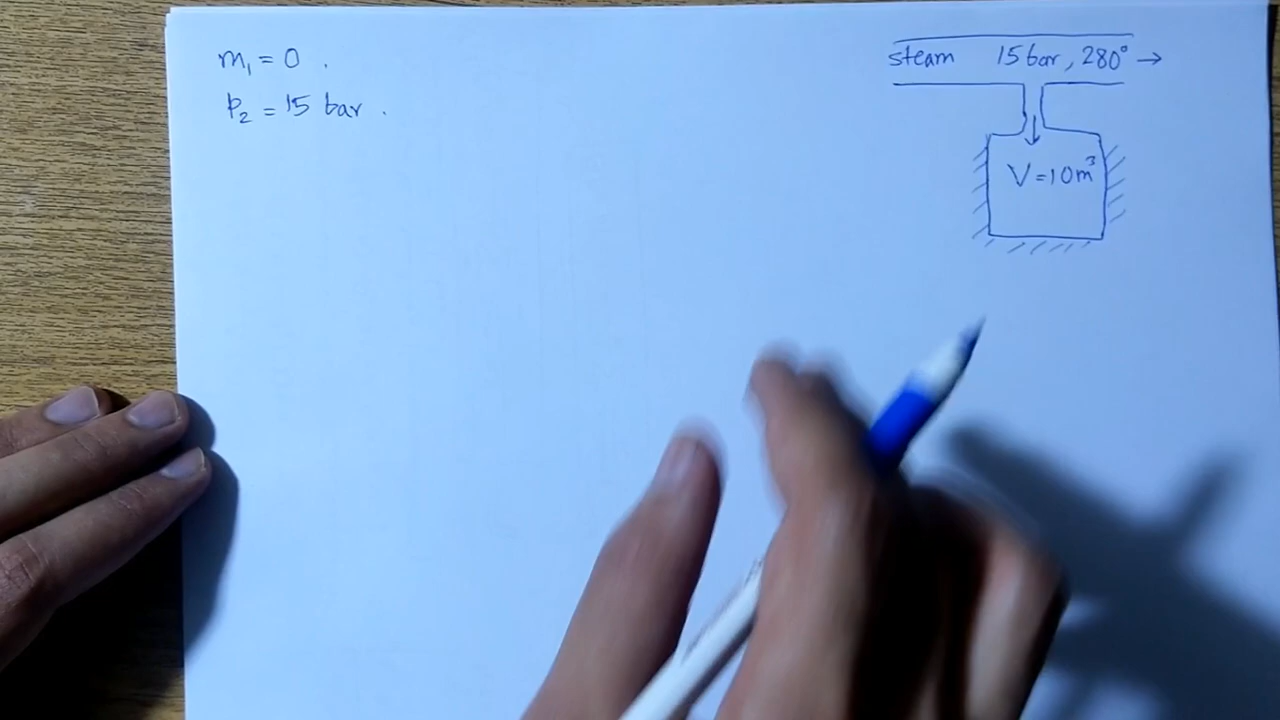 m₁ = 0 .
P₂ = 15 bar .
steam 15 bar, 280° →
V = 10 m³